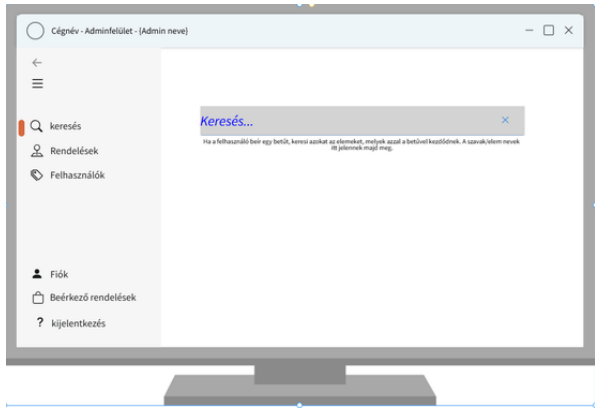 Cégnév - Adminfelület - (Admin neve)
keresés
Rendelések
Felhasználók
Keresés...
Ha a felhasználó beír egy betűt, keresi azokat az elemeket, melyek azzal a betűvel kezdődnek. A szavak/elem nevek
itt jelennek majd meg.
Fiók
Beérkező rendelések
? kijelentkezés